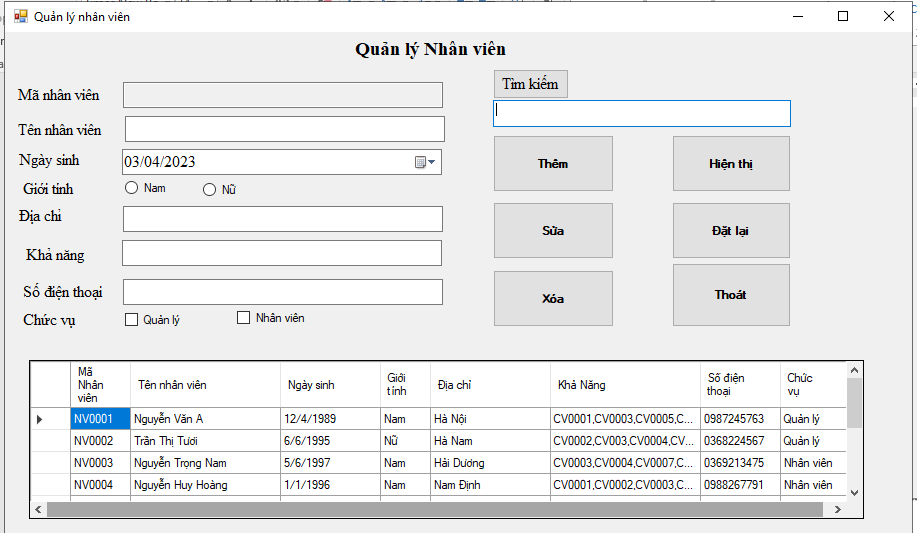 Quản lý nhân viên
Quản lý Nhân viên
Tìm kiếm
Mã nhân viên
Tên nhân viên
Ngày sinh
03/04/2023
Giới tính
Nam
Nữ
Địa chỉ
Khả năng
Số điện thoại
Chức vụ
Quản lý
Nhân viên
Thêm
Hiện thị
Sửa
Đặt lại
Xóa
Thoát
Mã Nhân viên Tên nhân viên Ngày sinh Giới tính Địa chỉ Khả Năng Số điện thoại Chức vụ
NV0001 Nguyễn Văn A 12/4/1989 Nam Hà Nội CV0001,CV0003,CV0005,C... 0987245763 Quản lý
NV0002 Trần Thị Tươi 6/6/1995 Nữ Hà Nam CV0002,CV003,CV0004,CV... 0368224567 Quản lý
NV0003 Nguyễn Trọng Nam 5/6/1997 Nam Hải Dương CV0003,CV0004,CV0007,C... 0369213475 Nhân viên
NV0004 Nguyễn Huy Hoàng 1/1/1996 Nam Nam Định CV0001,CV0002,CV0003,C... 0988267791 Nhân viên